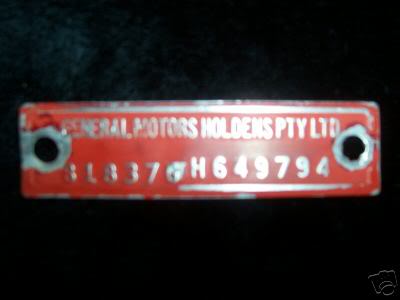 GENERAL MOTORS HOLDENS PTY LTD
H649794